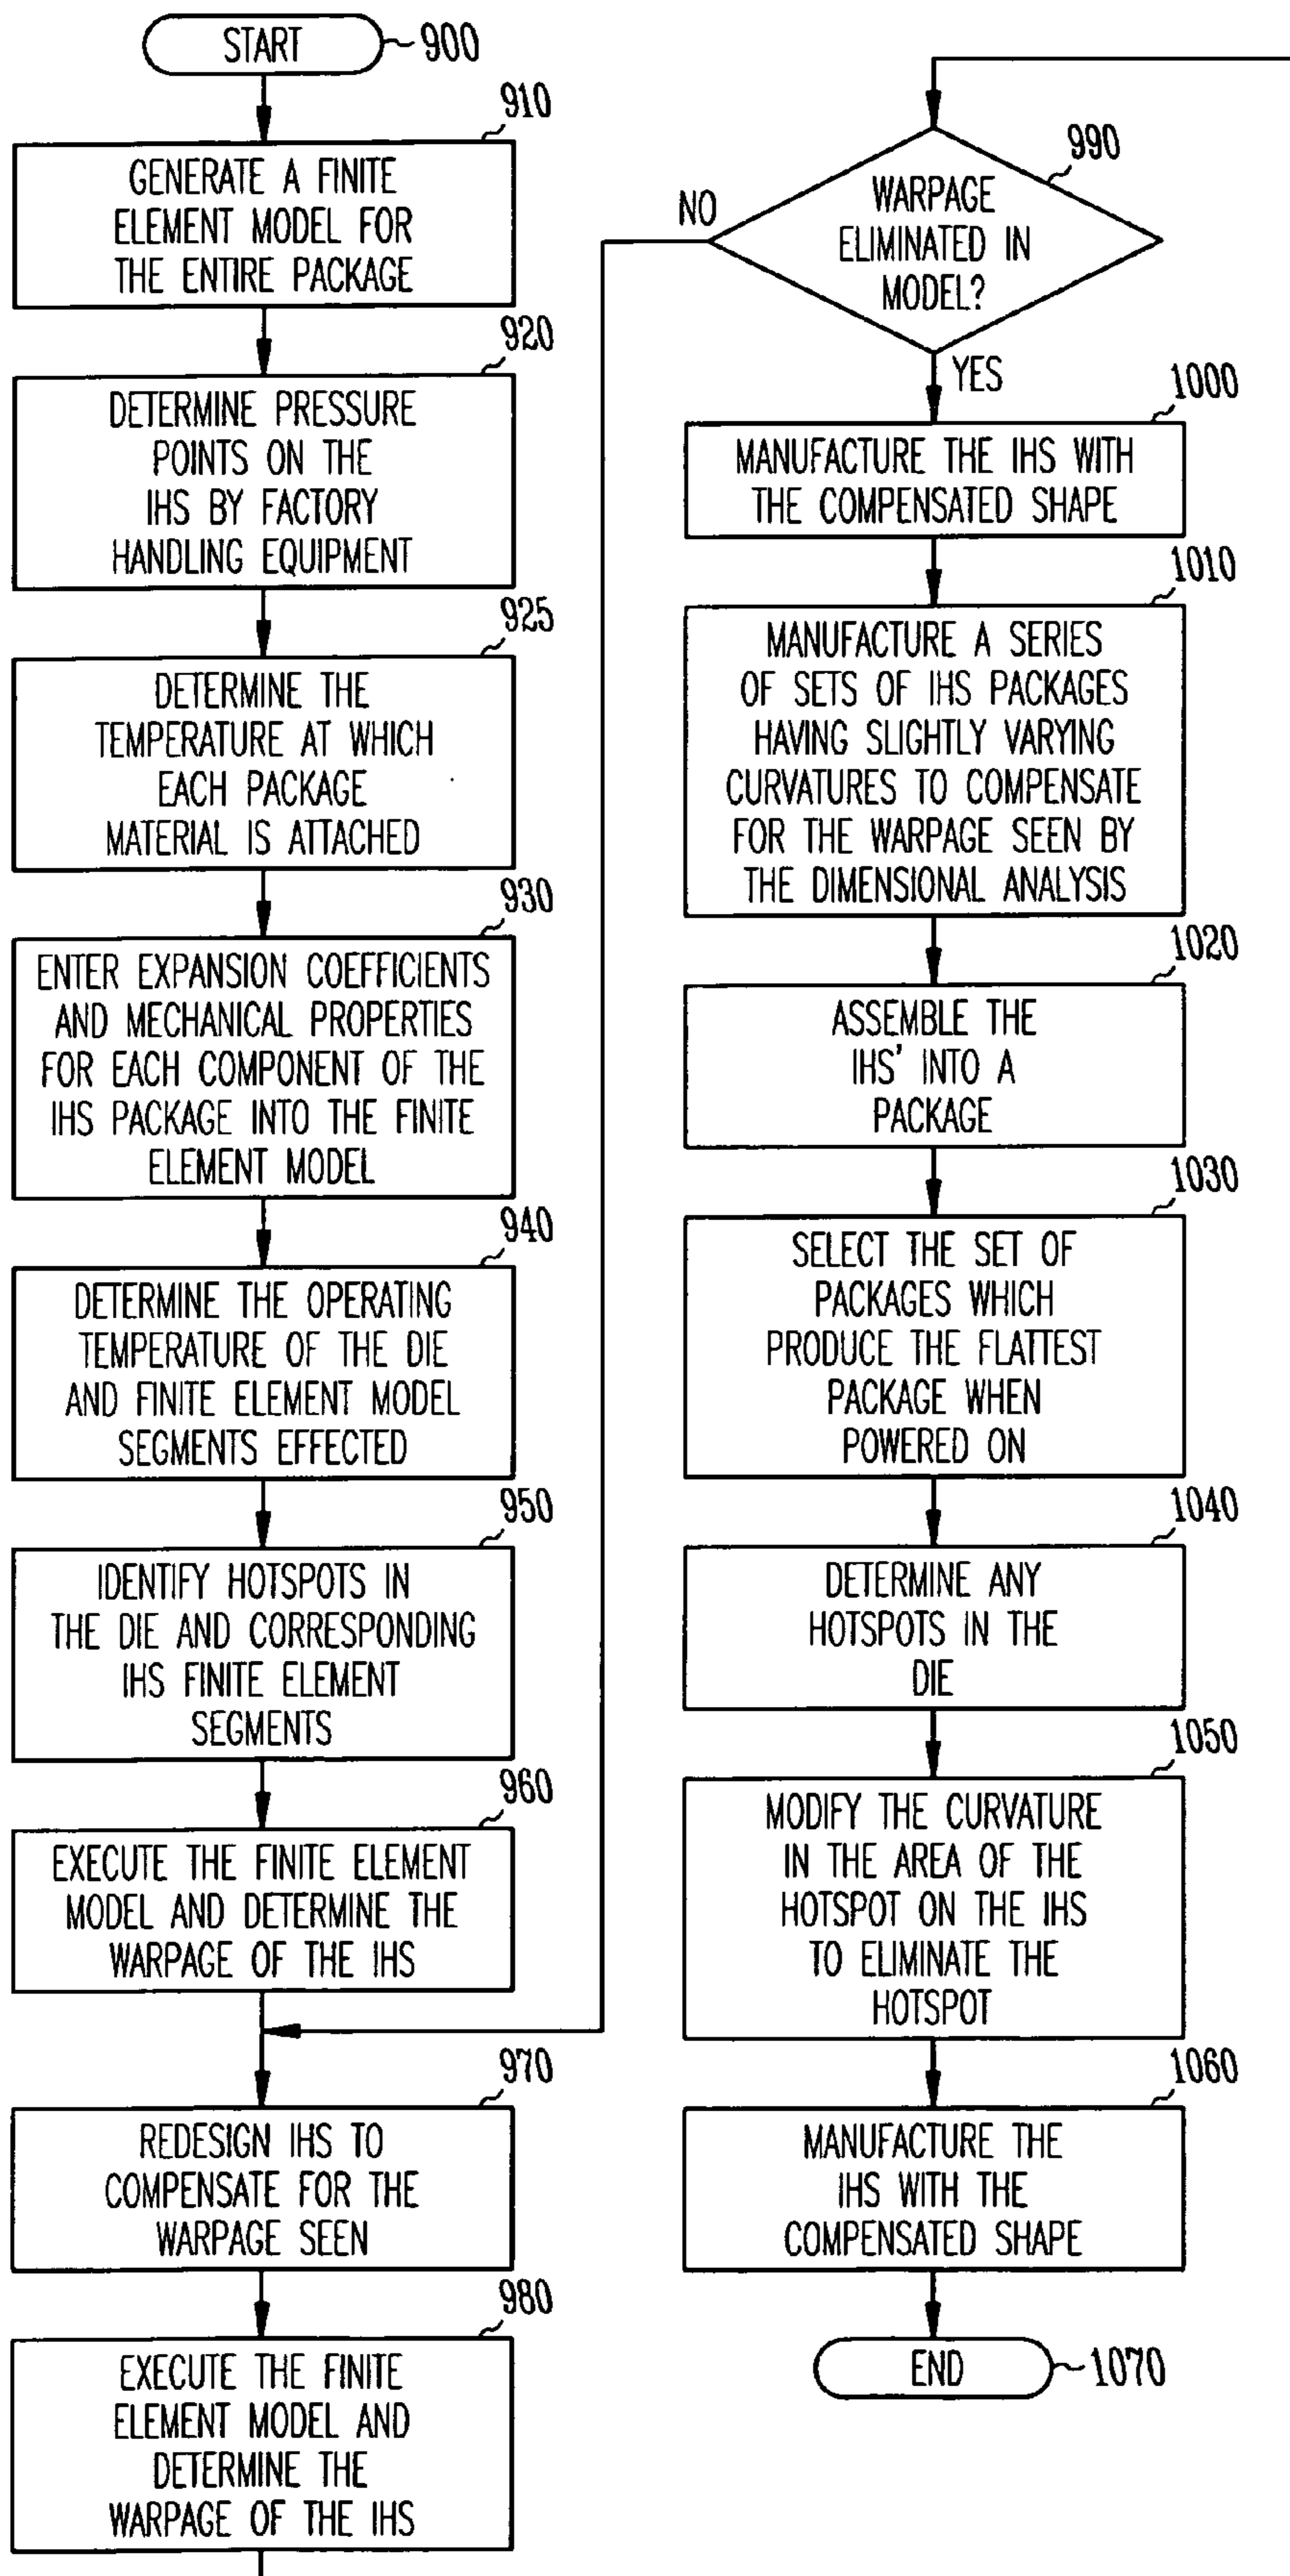 START
900
910
GENERATE A FINITE
ELEMENT MODEL FOR
THE ENTIRE PACKAGE
920
DETERMINE PRESSURE
POINTS ON THE
IHS BY FACTORY
HANDLING EQUIPMENT
925
DETERMINE THE
TEMPERATURE AT WHICH
EACH PACKAGE
MATERIAL IS ATTACHED
930
ENTER EXPANSION COEFFICIENTS
AND MECHANICAL PROPERTIES
FOR EACH COMPONENT OF THE
IHS PACKAGE INTO THE FINITE
ELEMENT MODEL
940
DETERMINE THE OPERATING
TEMPERATURE OF THE DIE
AND FINITE ELEMENT MODEL
SEGMENTS EFFECTED
950
IDENTIFY HOTSPOTS IN
THE DIE AND CORRESPONDING
IHS FINITE ELEMENT
SEGMENTS
960
EXECUTE THE FINITE ELEMENT
MODEL AND DETERMINE THE
WARPAGE OF THE IHS
970
REDESIGN IHS TO
COMPENSATE FOR THE
WARPAGE SEEN
980
EXECUTE THE FINITE
ELEMENT MODEL AND
DETERMINE THE
WARPAGE OF THE IHS
990
WARPAGE
ELIMINATED IN
MODEL?
NO
YES
1000
MANUFACTURE THE IHS WITH
THE COMPENSATED SHAPE
1010
MANUFACTURE A SERIES
OF SETS OF IHS PACKAGES
HAVING SLIGHTLY VARYING
CURVATURES TO COMPENSATE
FOR THE WARPAGE SEEN BY
THE DIMENSIONAL ANALYSIS
1020
ASSEMBLE THE
IHS' INTO A
PACKAGE
1030
SELECT THE SET OF
PACKAGES WHICH
PRODUCE THE FLATTEST
PACKAGE WHEN
POWERED ON
1040
DETERMINE ANY
HOTSPOTS IN THE
DIE
1050
MODIFY THE CURVATURE
IN THE AREA OF THE
HOTSPOT ON THE IHS
TO ELIMINATE THE
HOTSPOT
1060
MANUFACTURE THE
IHS WITH THE
COMPENSATED SHAPE
END
1070